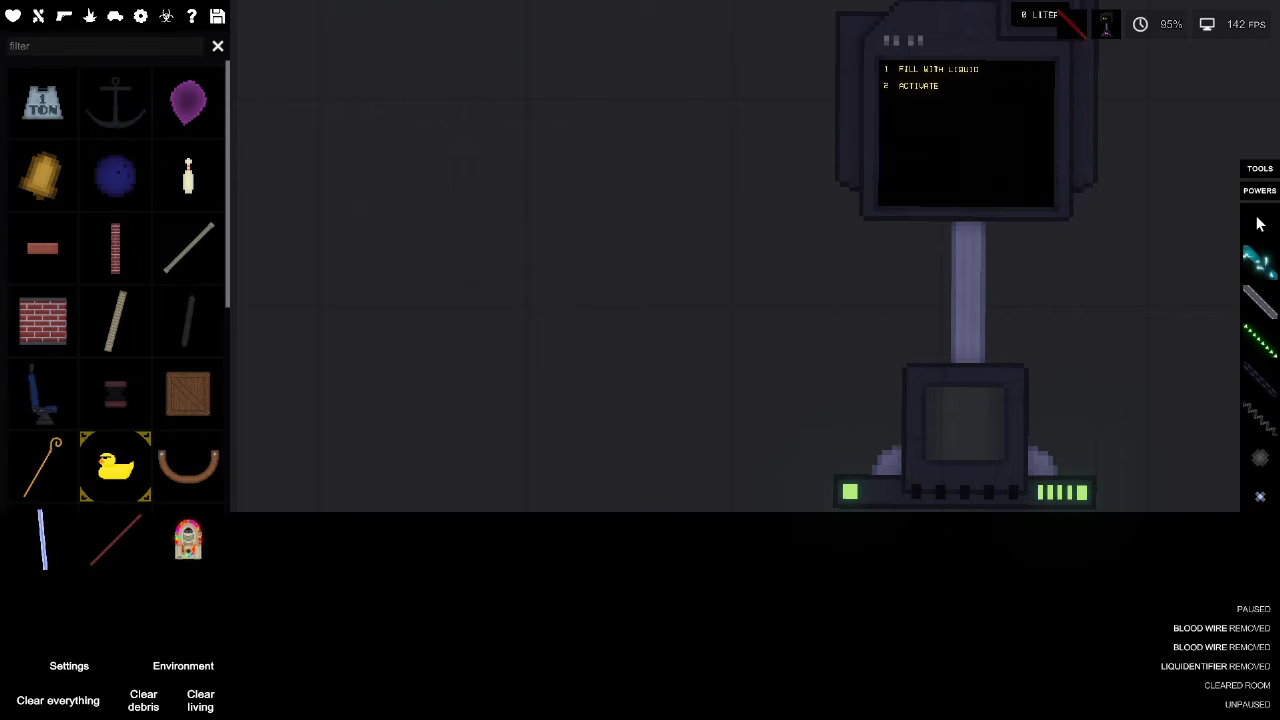 0 LITER
95%
142 FPS
filter
1 TON
1 FILL WITH LIQUID
2 ACTIVATE
TOOLS
POWERS
PAUSED
BLOOD WIRE REMOVED
BLOOD WIRE REMOVED
LIQUIDENTIFIER REMOVED
CLEARED ROOM
UNPAUSED
Settings
Environment
Clear everything
Clear debris
Clear living